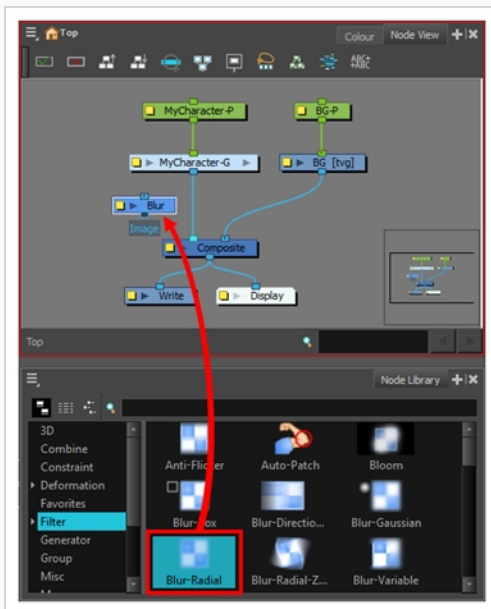 Top
Colour
Node View
ABC+
+ABC
MyCharacter-P
BG-P
MyCharacter-G
BG [tvg]
Blur
Image
Composite
Write
Display
Top
Node Library
3D
Combine
Constraint
Deformation
Favorites
Filter
Generator
Group
Misc
Anti-Flicker
Auto-Patch
Bloom
Blur-Box
Blur-Directio...
Blur-Gaussian
Blur-Radial
Blur-Radial-Z...
Blur-Variable